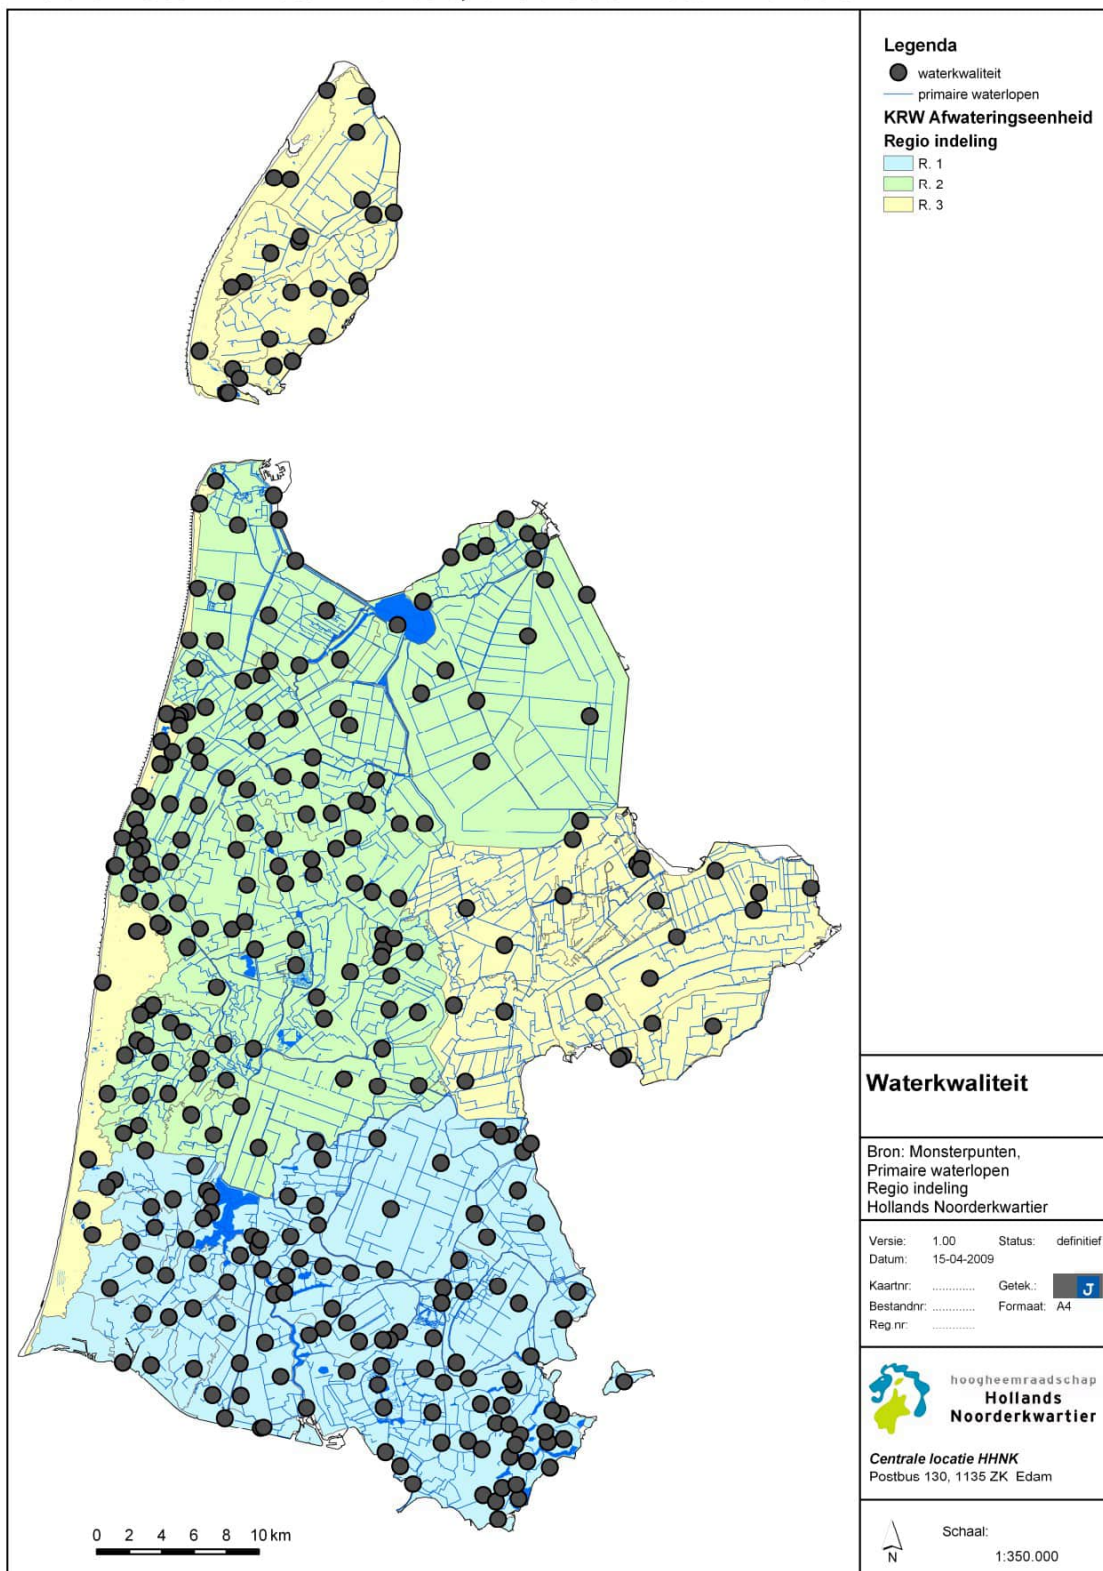 Legenda
waterkwaliteit
primaire waterlopen
KRW Afwateringseenheid
Regio indeling
R. 1
R. 2
R. 3
Waterkwaliteit
Bron: Monsterpunten,
Primaire waterlopen
Regio indeling
Hollands Noorderkwartier
Versie: 1.00 Status: definitief
Datum: 15-04-2009
Kaartnr: ............. Getek.: J
Bestandnr: ............. Formaat: A4
Reg.nr: .............
hoogheemraadschap
Hollands
Noorderkwartier
Centrale locatie HHNK
Postbus 130, 1135 ZK Edam
N
Schaal:
1:350.000
0 2 4 6 8 10 km